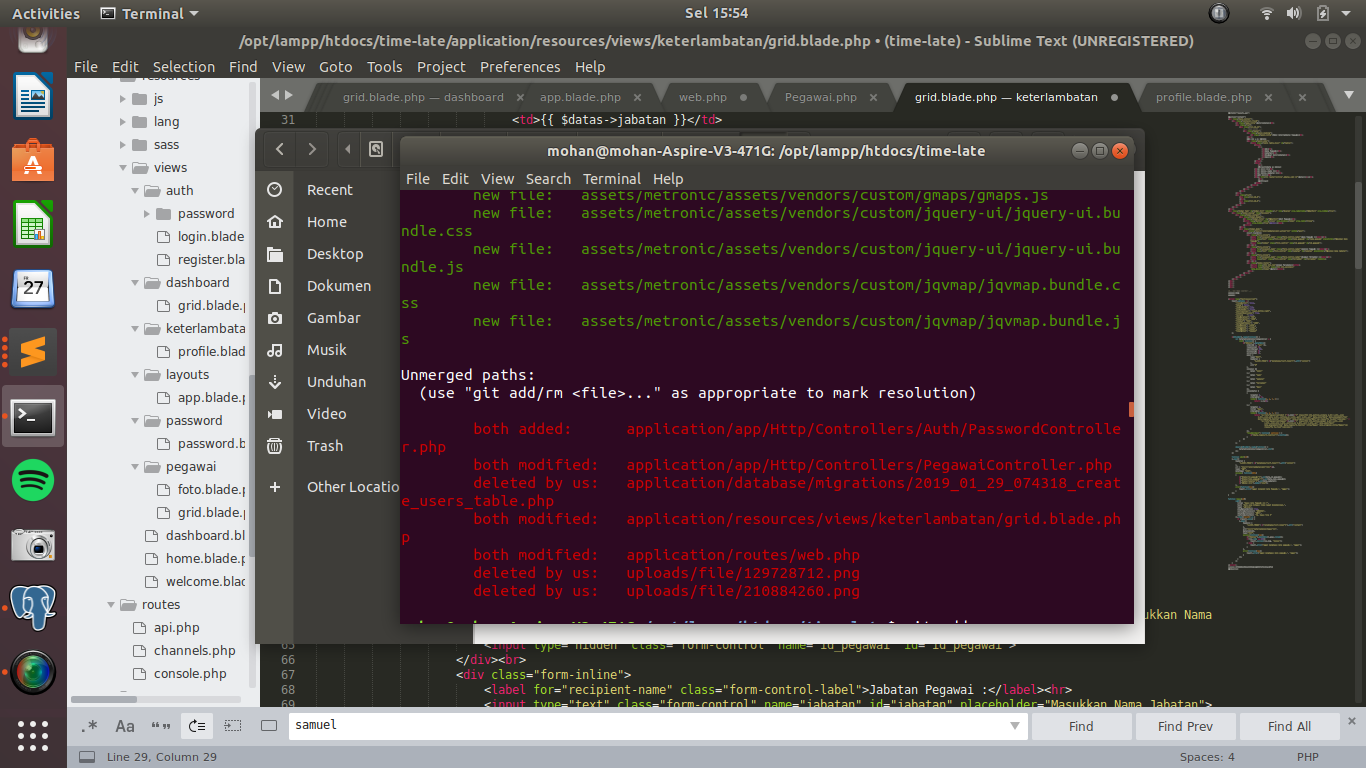 Activities
Terminal
Sel 15:54
/opt/lampp/htdocs/time-late/application/resources/views/keterlambatan/grid.blade.php • (time-late) - Sublime Text (UNREGISTERED)
File Edit Selection Find View Goto Tools Project Preferences Help
resources
js
lang
sass
views
auth
password
login.blade
register.bla
dashboard
grid.blade.p
keterlambata
profile.blad
layouts
app.blade.p
password
password.b
pegawai
foto.blade.p
grid.blade.p
dashboard.bl
home.blade.p
welcome.blad
routes
api.php
channels.php
console.php
grid.blade.php — dashboard
app.blade.php
web.php
Pegawai.php
grid.blade.php — keterlambatan
profile.blade.php
31 <td>{{ $datas->jabatan }}</td>
Recent
Home
Desktop
Dokumen
Gambar
Musik
Unduhan
Video
Trash
Other Locatio
mohan@mohan-Aspire-V3-471G: /opt/lampp/htdocs/time-late
File Edit View Search Terminal Help
new file: assets/metronic/assets/vendors/custom/gmaps/gmaps.js
new file: assets/metronic/assets/vendors/custom/jquery-ui/jquery-ui.bu
ndle.css
new file: assets/metronic/assets/vendors/custom/jquery-ui/jquery-ui.bu
ndle.js
new file: assets/metronic/assets/vendors/custom/jqvmap/jqvmap.bundle.c
ss
new file: assets/metronic/assets/vendors/custom/jqvmap/jqvmap.bundle.j
s
Unmerged paths:
(use "git add/rm <file>..." as appropriate to mark resolution)
both added: application/app/Http/Controllers/Auth/PasswordControlle
r.php
both modified: application/app/Http/Controllers/PegawaiController.php
deleted by us: application/database/migrations/2019_01_29_074318_creat
e_users_table.php
both modified: application/resources/views/keterlambatan/grid.blade.ph
p
both modified: application/routes/web.php
deleted by us: uploads/file/129728712.png
deleted by us: uploads/file/210884260.png
sukkan Nama
65 <input type="hidden" class="form-control" name="id_pegawai" id="id_pegawai">
66 </div><br>
67 <div class="form-inline">
68 <label for="recipient-name" class="form-control-label">Jabatan Pegawai :</label><hr>
69 <input type="text" class="form-control" name="jabatan" id="jabatan" placeholder="Masukkan Nama Jabatan">
27
.* Aa “”
samuel
Find
Find Prev
Find All
Line 29, Column 29
Spaces: 4
PHP